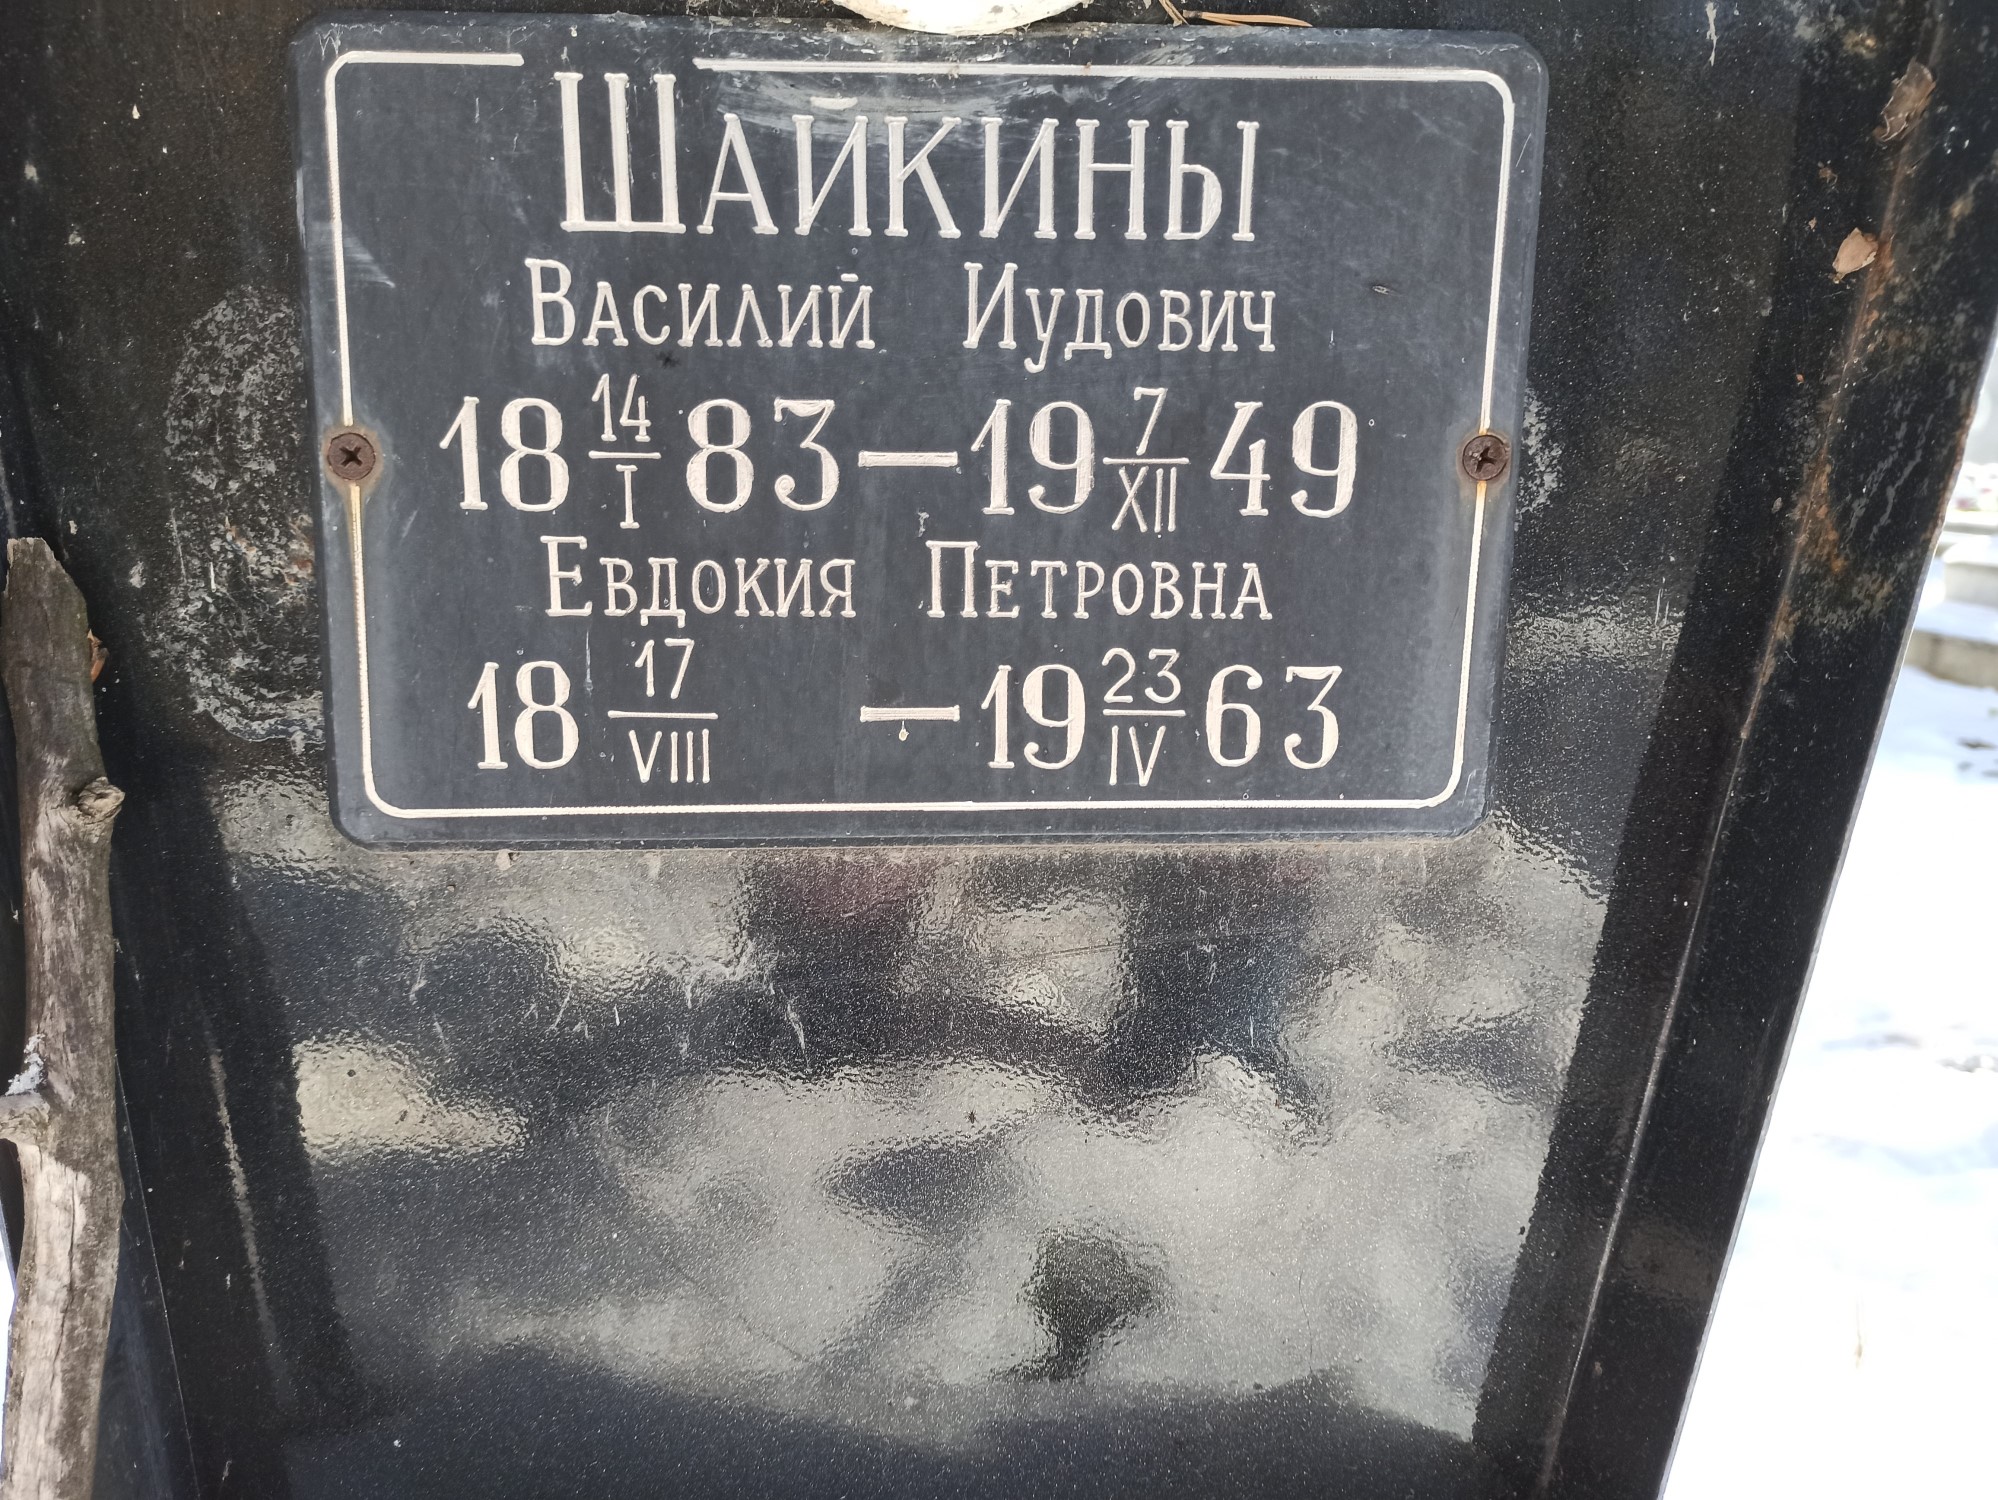 ШАЙКИНЫ
ВАСИЛИЙ ИУДОВИЧ
18 14/I 83 – 19 7/XII 49
ЕВДОКИЯ ПЕТРОВНА
18 17/VIII – 19 23/IV 63